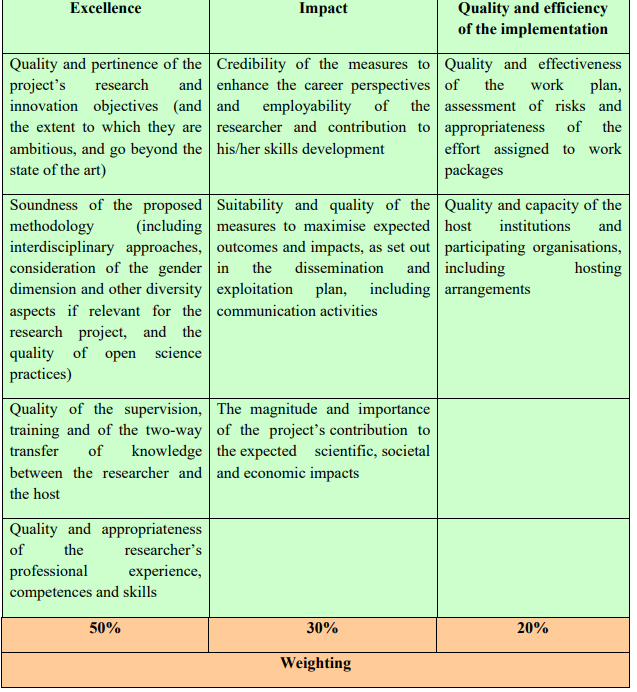 Excellence
Impact
Quality and efficiency
of the implementation
Quality and pertinence of the
project's research and
innovation objectives (and
the extent to which they are
ambitious, and go beyond the
state of the art)
Credibility of the measures to
enhance the career perspectives
and employability of the
researcher and contribution to
his/her skills development
Quality and effectiveness
of the work plan,
assessment of risks and
appropriateness of the
effort assigned to work
packages
Soundness of the proposed
methodology (including
interdisciplinary approaches,
consideration of the gender
dimension and other diversity
aspects if relevant for the
research project, and the
quality of open science
practices)
Suitability and quality of the
measures to maximise expected
outcomes and impacts, as set out
in the dissemination and
exploitation plan, including
communication activities
Quality and capacity of the
host institutions and
participating organisations,
including hosting
arrangements
Quality of the supervision,
training and of the two-way
transfer of knowledge
between the researcher and
the host
The magnitude and importance
of the project's contribution to
the expected scientific, societal
and economic impacts
Quality and appropriateness
of the researcher's
professional experience,
competences and skills
50%
30%
20%
Weighting